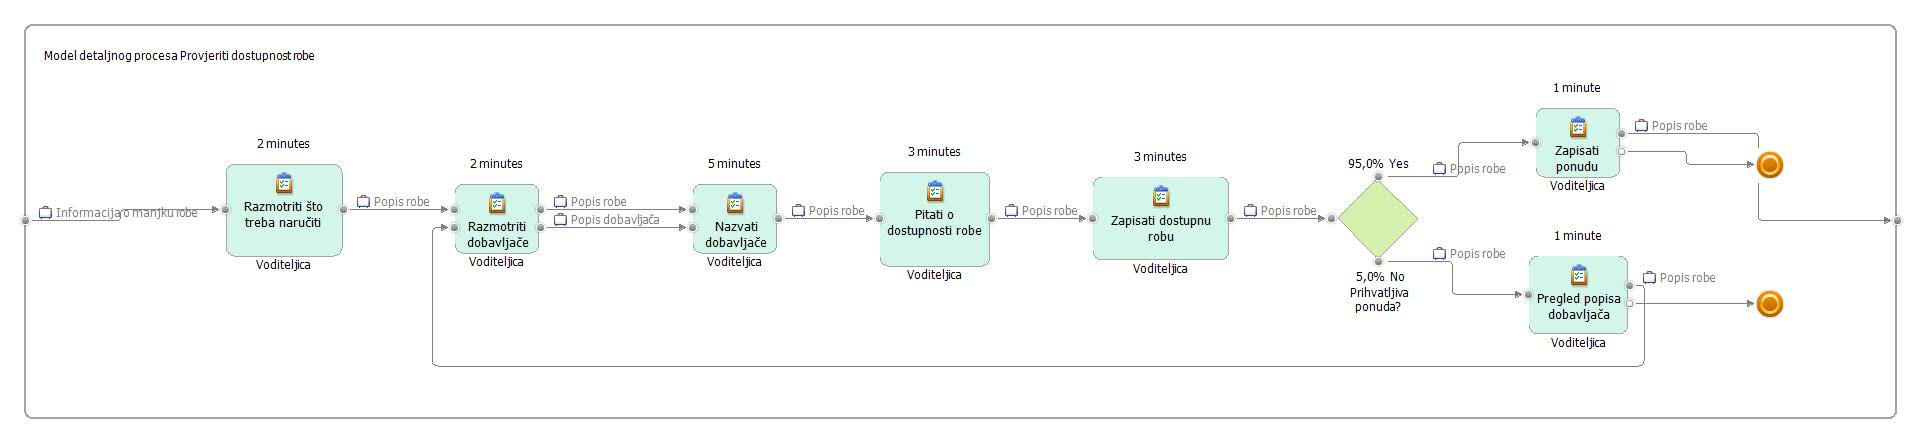 Model detaljnog procesa Provjeriti dostupnost robe
Informacija o manjku robe
2 minutes
Razmotriti što
treba naručiti
Voditeljica
Popis robe
2 minutes
Razmotriti
dobavljače
Voditeljica
Popis robe
Popis dobavljača
5 minutes
Nazvati
dobavljače
Voditeljica
Popis robe
3 minutes
Pitati o
dostupnosti robe
Voditeljica
Popis robe
3 minutes
Zapisati dostupnu
robu
Voditeljica
Popis robe
95,0% Yes
5,0% No
Prihvatljiva
ponuda?
Popis robe
1 minute
Zapisati
ponudu
Voditeljica
Popis robe
Popis robe
1 minute
Pregled popisa
dobavljača
Voditeljica
Popis robe